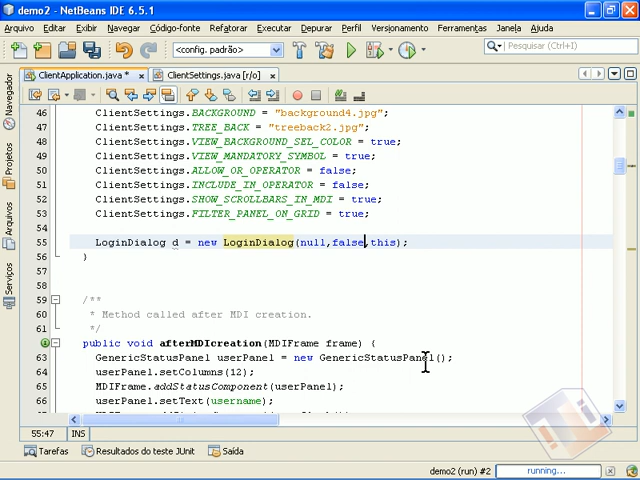 demo2 - NetBeans IDE 6.5.1
Arquivo Editar Exibir Navegar Código-fonte Refatorar Executar Depurar Perfil Versionamento Ferramentas Janela Ajuda
<config. padrão> Pesquisar (Ctrl+I)
ClientApplication.java * ClientSettings.java [r/o]
Navegador
Projetos
Arquivos
Serviços
46 ClientSettings.BACKGROUND = "background4.jpg";
47 ClientSettings.TREE_BACK = "treeback2.jpg";
48 ClientSettings.VIEW_BACKGROUND_SEL_COLOR = true;
49 ClientSettings.VIEW_MANDATORY_SYMBOL = true;
50 ClientSettings.ALLOW_OR_OPERATOR = false;
51 ClientSettings.INCLUDE_IN_OPERATOR = false;
52 ClientSettings.SHOW_SCROLLBARS_IN_MDI = true;
53 ClientSettings.FILTER_PANEL_ON_GRID = true;
54
55 LoginDialog d = new LoginDialog(null,false,this);
56 }
57
58
59 /**
60 * Method called after MDI creation.
61 */
public void afterMDIcreation(MDIFrame frame) {
63 GenericStatusPanel userPanel = new GenericStatusPanel();
64 userPanel.setColumns(12);
65 MDIFrame.addStatusComponent(userPanel);
66 userPanel.setText(username);
55:47 INS
Tarefas Resultados do teste JUnit Saída
demo2 (run) #2 running...